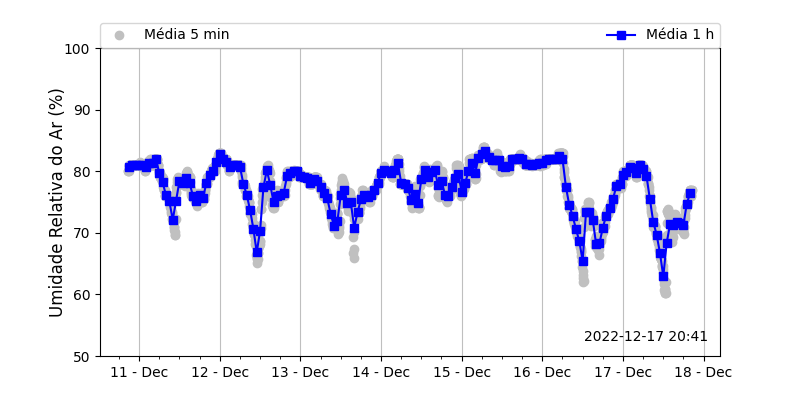 Média 5 min
Média 1 h
Umidade Relativa do Ar (%)
100
90
80
70
60
50
2022-12-17 20:41
11 - Dec
12 - Dec
13 - Dec
14 - Dec
15 - Dec
16 - Dec
17 - Dec
18 - Dec